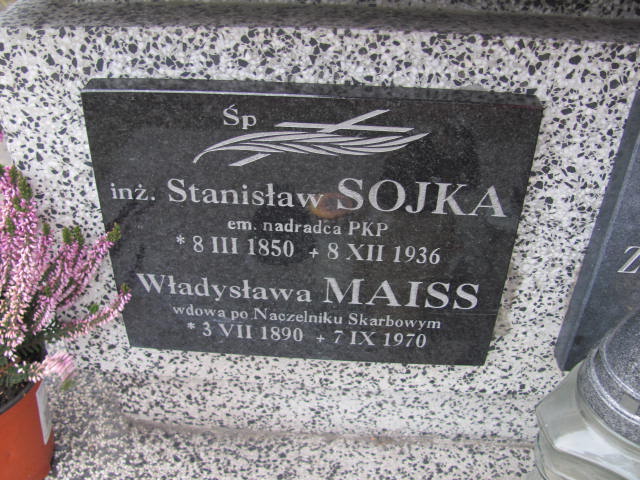 Śp
inż. Stanisław SOJKA
em. nadradca PKP
* 8 III 1850 + 8 XII 1936
Władysława MAISS
wdowa po Naczelniku Skarbowym
* 3 VII 1890 + 7 IX 1970
Z